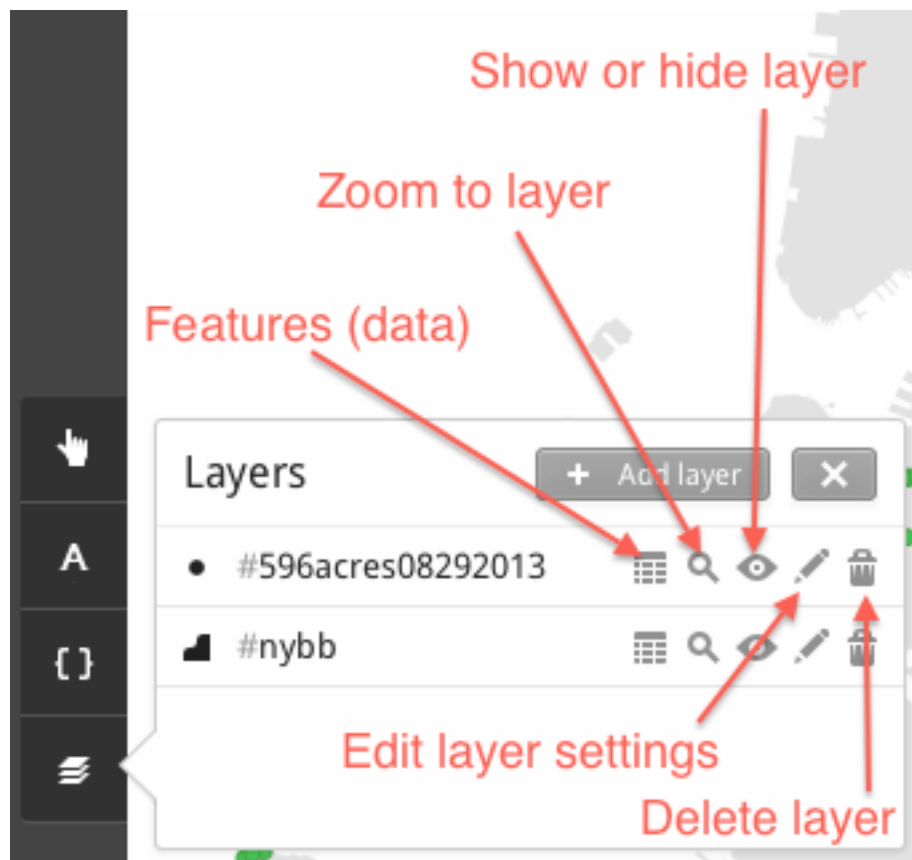 Show or hide layer
Zoom to layer
Features (data)
Layers
+ Add layer
A
#596acres08292013
{}
#nybb
Edit layer settings
Delete layer